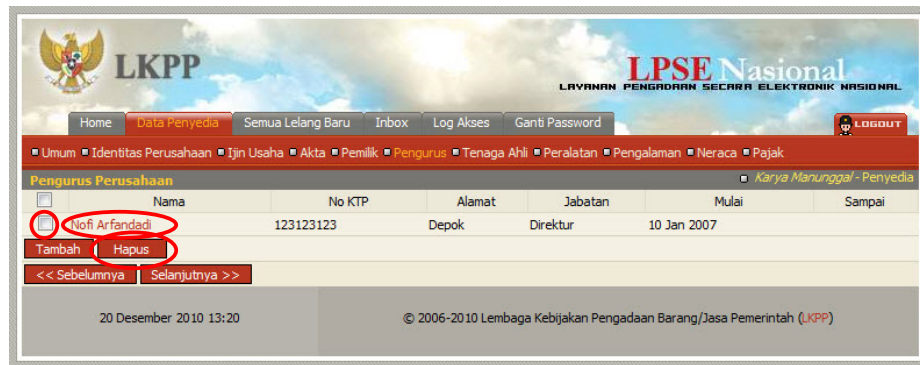 LKPP
LPSE Nasional
LAYANAN PENGADAAN SECARA ELEKTRONIK NASIONAL
Home Data Penyedia Semua Lelang Baru Inbox Log Akses Ganti Password LOGOUT
Umum Identitas Perusahaan Ijin Usaha Akta Pemilik Pengurus Tenaga Ahli Peralatan Pengalaman Neraca Pajak
Pengurus Perusahaan Karya Manunggal - Penyedia
Nama No KTP Alamat Jabatan Mulai Sampai
Nofi Arfandadi 123123123 Depok Direktur 10 Jan 2007
Tambah Hapus
<< Sebelumnya Selanjutnya >>
20 Desember 2010 13:20 © 2006-2010 Lembaga Kebijakan Pengadaan Barang/Jasa Pemerintah (LKPP)